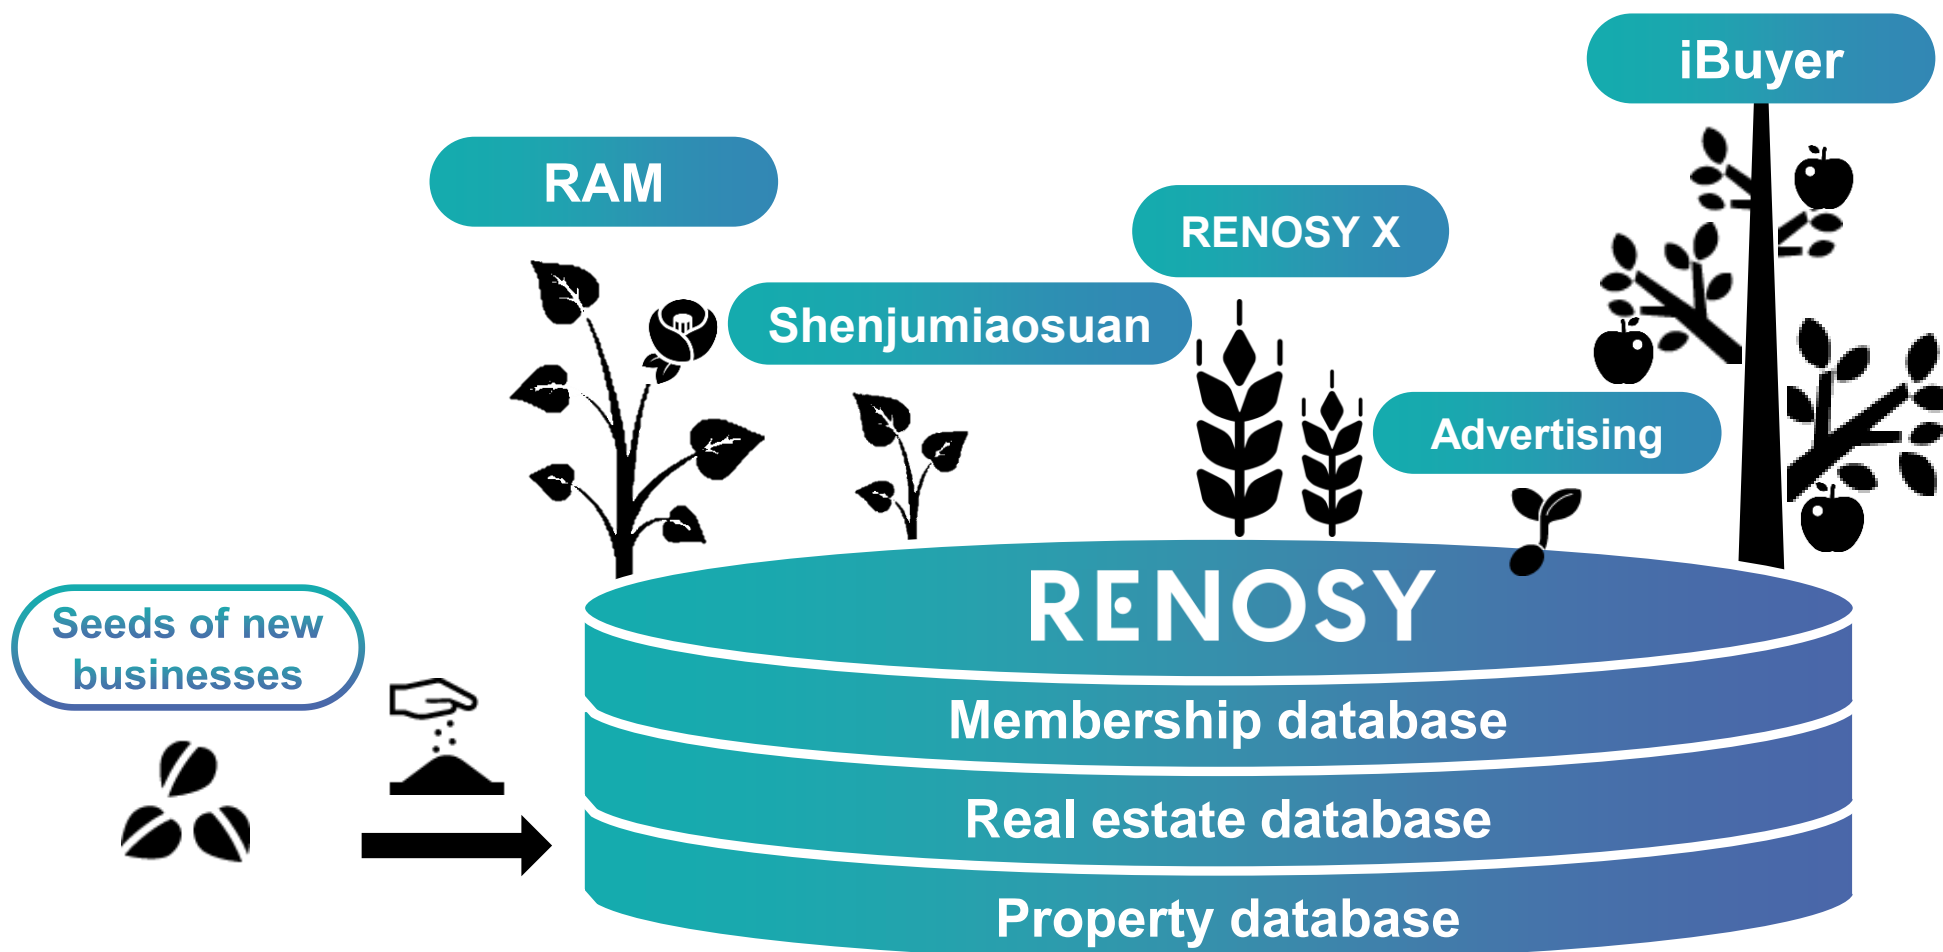 iBuyer
RAM
RENOSY X
Shenjumiaosuan
Advertising
RENOSY
Seeds of new
businesses
Membership database
Real estate database
Property database